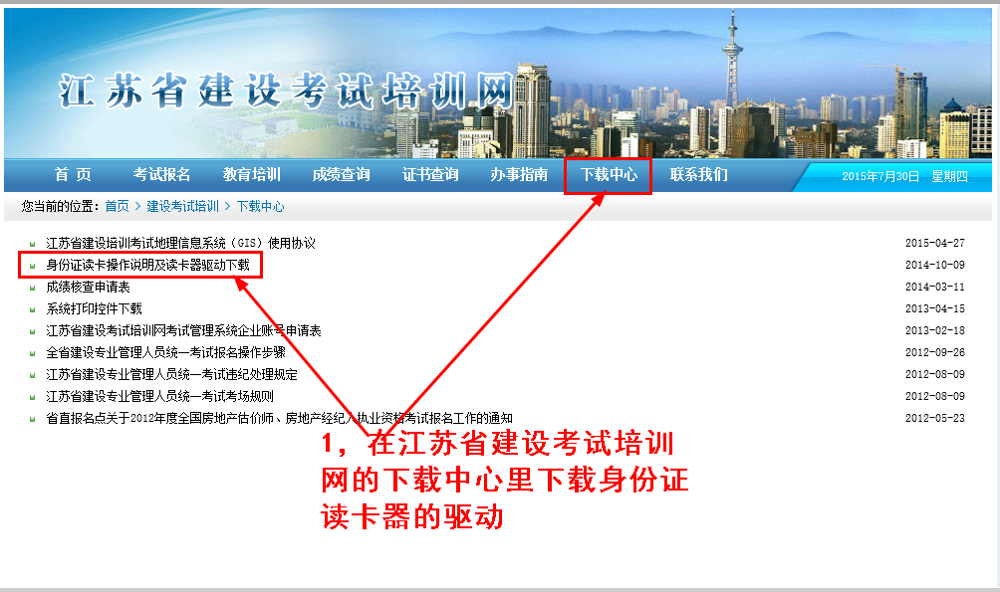 江苏省建设考试培训网
首 页 考试报名 教育培训 成绩查询 证书查询 办事指南 下载中心 联系我们 2015年7月30日 星期四
您当前的位置：首页 > 建设考试培训 > 下载中心
江苏省建设培训考试地理信息系统（GIS）使用协议 2015-04-27
身份证读卡操作说明及读卡器驱动下载 2014-10-09
成绩核查申请表 2014-03-11
系统打印控件下载 2013-04-15
江苏省建设考试培训网考试管理系统企业账号申请表 2013-02-18
全省建设专业管理人员统一考试报名操作步骤 2012-09-26
江苏省建设专业管理人员统一考试违纪处理规定 2012-08-09
江苏省建设专业管理人员统一考试考场规则 2012-08-09
省直报名点关于2012年度全国房地产估价师、房地产经纪人执业资格考试报名工作的通知 2012-05-23
1，在江苏省建设考试培训
网的下载中心里下载身份证
读卡器的驱动